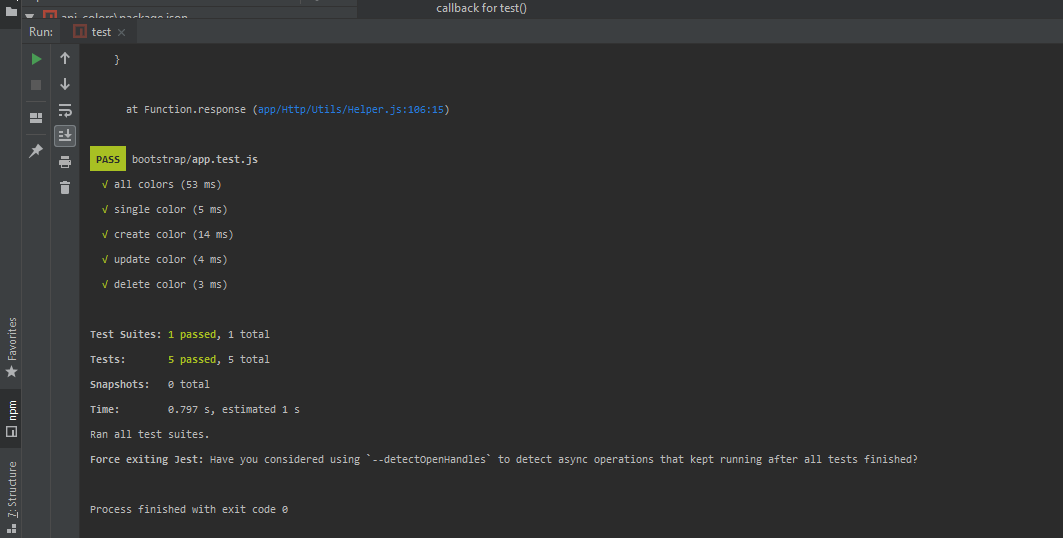 callback for test()
api_colors\package.json
Run: test
}
at Function.response (app/Http/Utils/Helper.js:106:15)
PASS bootstrap/app.test.js
√ all colors (53 ms)
√ single color (5 ms)
√ create color (14 ms)
√ update color (4 ms)
√ delete color (3 ms)
Test Suites: 1 passed, 1 total
Tests: 5 passed, 5 total
Snapshots: 0 total
Time: 0.797 s, estimated 1 s
Ran all test suites.
Force exiting Jest: Have you considered using `--detectOpenHandles` to detect async operations that kept running after all tests finished?
Process finished with exit code 0
Favorites
npm
7: Structure